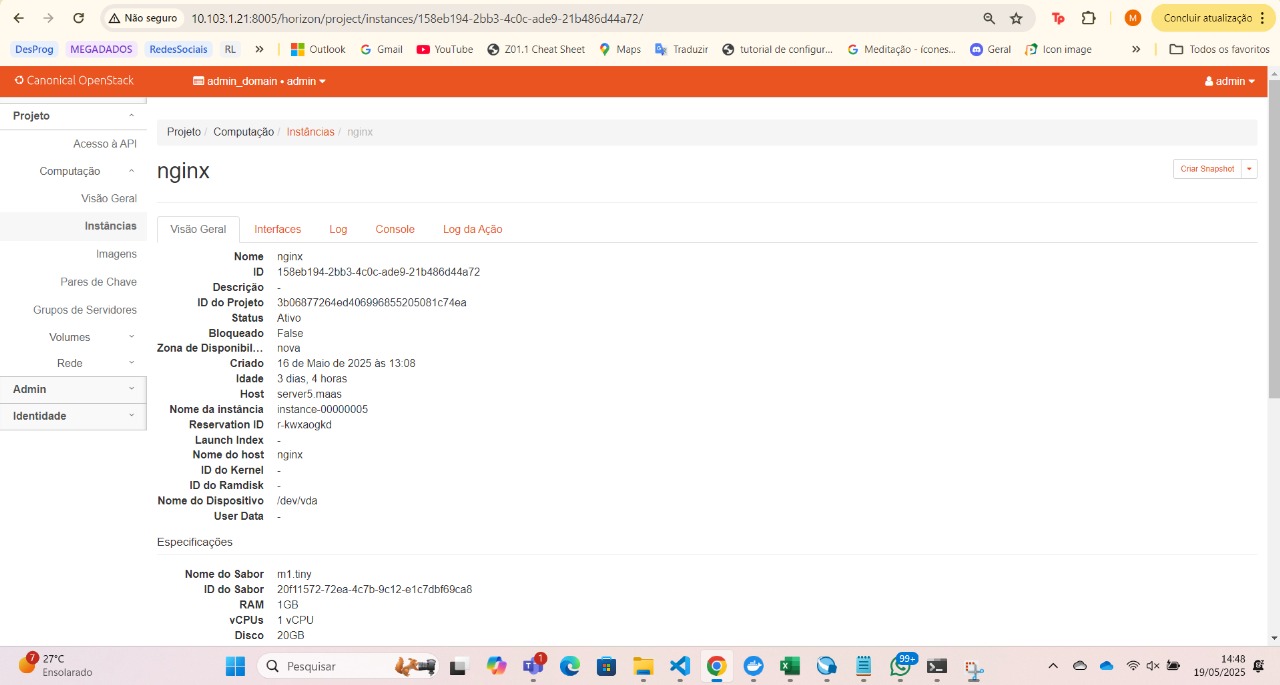 Não seguro 10.103.1.21:8005/horizon/project/instances/158eb194-2bb3-4c0c-ade9-21b486d44a72/ Tp M Concluir atualização
DesProg MEGADADOS RedesSociais RL » Outlook Gmail YouTube Z01.1 Cheat Sheet Maps Traduzir tutorial de configur... Meditação - ícones... Geral Icon image » Todos os favoritos
Canonical OpenStack admin_domain • admin admin
Projeto
Acesso à API
Computação
Visão Geral
Instâncias
Imagens
Pares de Chave
Grupos de Servidores
Volumes
Rede
Admin
Identidade
Projeto / Computação / Instâncias / nginx
nginx
Criar Snapshot
Visão Geral Interfaces Log Console Log da Ação
Nome nginx
ID 158eb194-2bb3-4c0c-ade9-21b486d44a72
Descrição -
ID do Projeto 3b06877264ed406996855205081c74ea
Status Ativo
Bloqueado False
Zona de Disponibil... nova
Criado 16 de Maio de 2025 às 13:08
Idade 3 dias, 4 horas
Host server5.maas
Nome da instância instance-00000005
Reservation ID r-kwxaogkd
Launch Index -
Nome do host nginx
ID do Kernel -
ID do Ramdisk -
Nome do Dispositivo /dev/vda
User Data -
Especificações
Nome do Sabor m1.tiny
ID do Sabor 20f11572-72ea-4c7b-9c12-e1c7dbf69ca8
RAM 1GB
vCPUs 1 vCPU
Disco 20GB
7 27°C
Ensolarado
Pesquisar
1
99+
14:48
19/05/2025